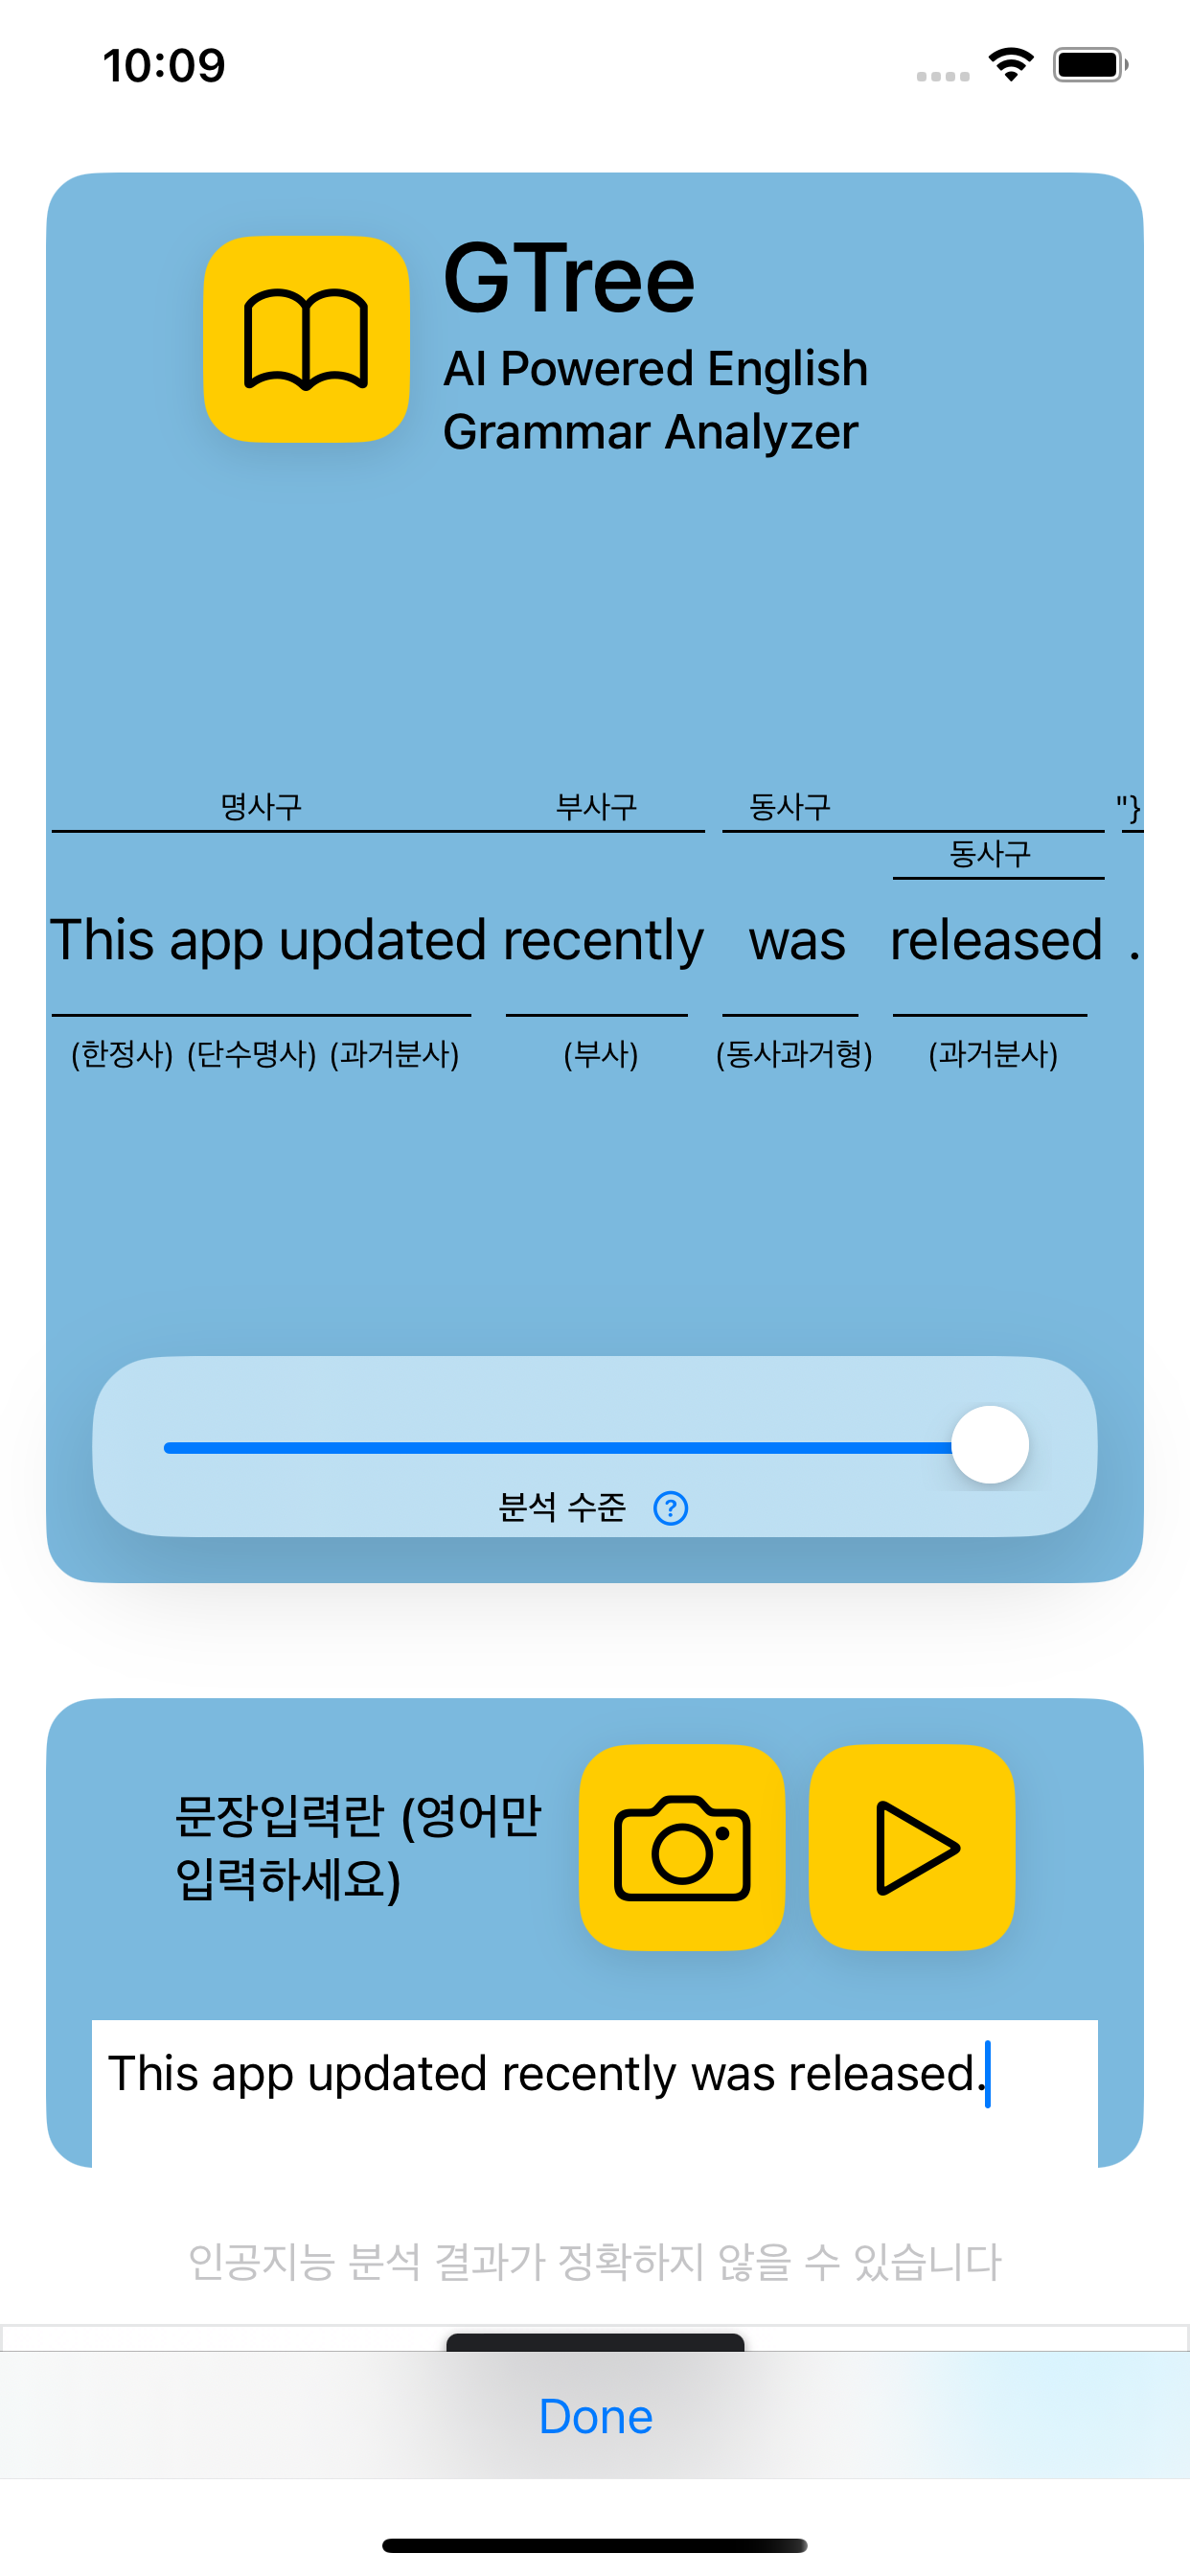 10:09
GTree
AI Powered English
Grammar Analyzer
명사구 부사구 동사구 "}
동사구
This app updated recently was released .
(한정사) (단수명사) (과거분사) (부사) (동사과거형) (과거분사)
분석 수준 ?
문장입력란 (영어만
입력하세요)
This app updated recently was released.
인공지능 분석 결과가 정확하지 않을 수 있습니다
Done